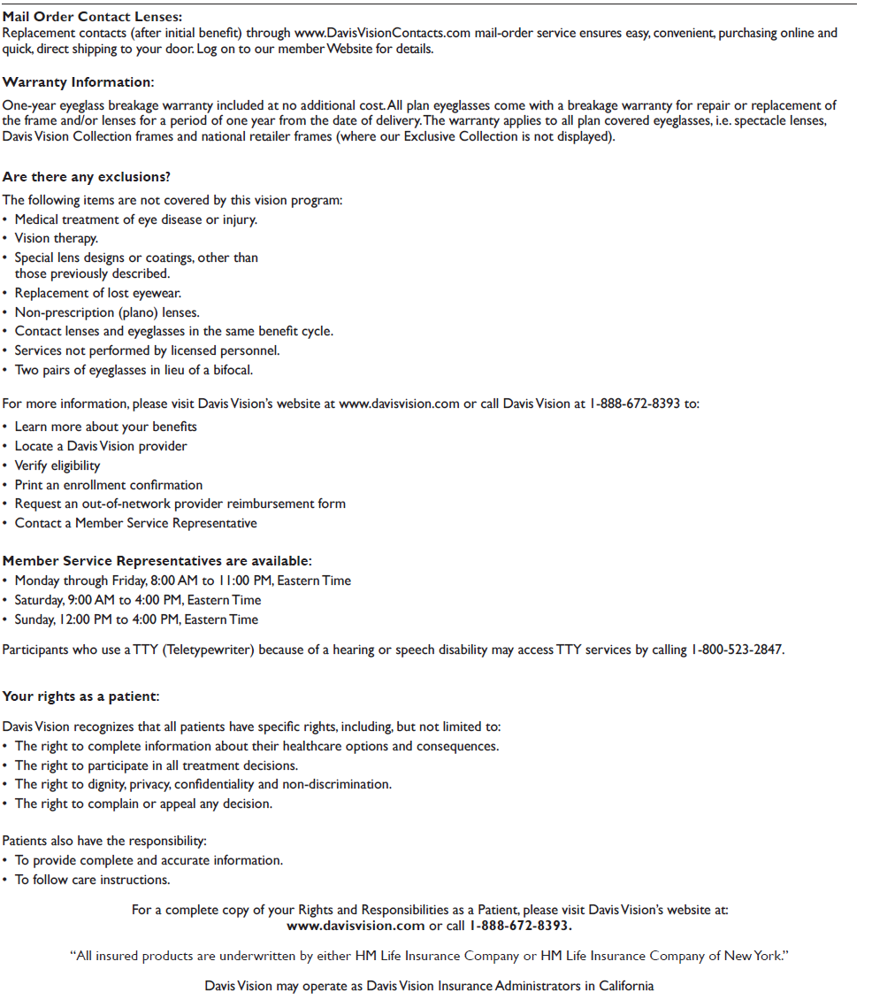 Mail Order Contact Lenses:
Replacement contacts (after initial benefit) through www.DavisVisionContacts.com mail-order service ensures easy, convenient, purchasing online and
quick, direct shipping to your door. Log on to our member Website for details.
Warranty Information:
One-year eyeglass breakage warranty included at no additional cost. All plan eyeglasses come with a breakage warranty for repair or replacement of
the frame and/or lenses for a period of one year from the date of delivery. The warranty applies to all plan covered eyeglasses, i.e. spectacle lenses,
Davis Vision Collection frames and national retailer frames (where our Exclusive Collection is not displayed).
Are there any exclusions?
The following items are not covered by this vision program:
• Medical treatment of eye disease or injury.
• Vision therapy.
• Special lens designs or coatings, other than
those previously described.
• Replacement of lost eyewear.
• Non-prescription (plano) lenses.
• Contact lenses and eyeglasses in the same benefit cycle.
• Services not performed by licensed personnel.
• Two pairs of eyeglasses in lieu of a bifocal.
For more information, please visit Davis Vision's website at www.davisvision.com or call Davis Vision at 1-888-672-8393 to:
• Learn more about your benefits
• Locate a Davis Vision provider
• Verify eligibility
• Print an enrollment confirmation
• Request an out-of-network provider reimbursement form
• Contact a Member Service Representative
Member Service Representatives are available:
• Monday through Friday, 8:00 AM to 11:00 PM, Eastern Time
• Saturday, 9:00 AM to 4:00 PM, Eastern Time
• Sunday, 12:00 PM to 4:00 PM, Eastern Time
Participants who use a TTY (Teletypewriter) because of a hearing or speech disability may access TTY services by calling 1-800-523-2847.
Your rights as a patient:
Davis Vision recognizes that all patients have specific rights, including, but not limited to:
• The right to complete information about their healthcare options and consequences.
• The right to participate in all treatment decisions.
• The right to dignity, privacy, confidentiality and non-discrimination.
• The right to complain or appeal any decision.
Patients also have the responsibility:
• To provide complete and accurate information.
• To follow care instructions.
For a complete copy of your Rights and Responsibilities as a Patient, please visit Davis Vision's website at:
www.davisvision.com or call 1-888-672-8393.
“All insured products are underwritten by either HM Life Insurance Company or HM Life Insurance Company of New York.”
Davis Vision may operate as Davis Vision Insurance Administrators in California